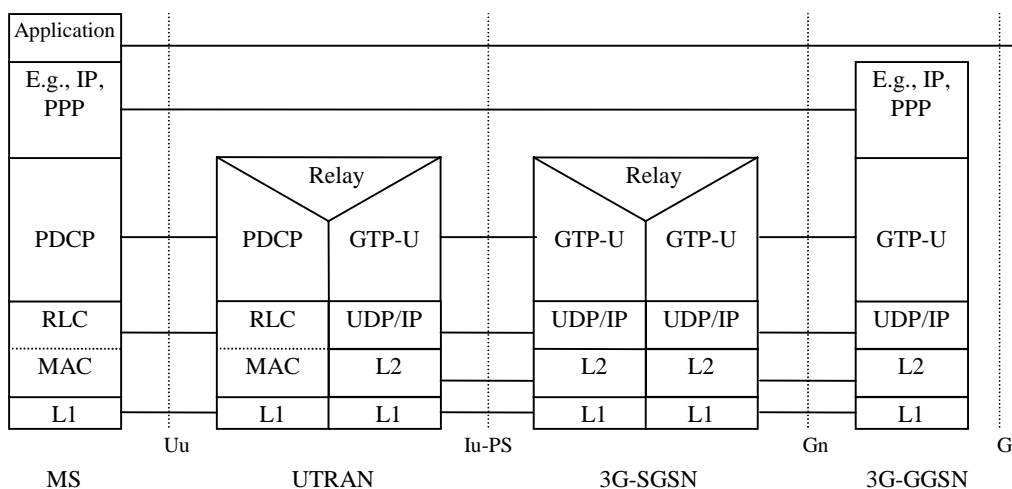 Application
E.g., IP,
PPP
E.g., IP,
PPP
Relay
Relay
PDCP
PDCP
GTP-U
GTP-U
GTP-U
GTP-U
RLC
RLC
UDP/IP
UDP/IP
UDP/IP
UDP/IP
MAC
MAC
L2
L2
L2
L2
L1
L1
L1
L1
L1
L1
Uu
Iu-PS
Gn
G
MS
UTRAN
3G-SGSN
3G-GGSN